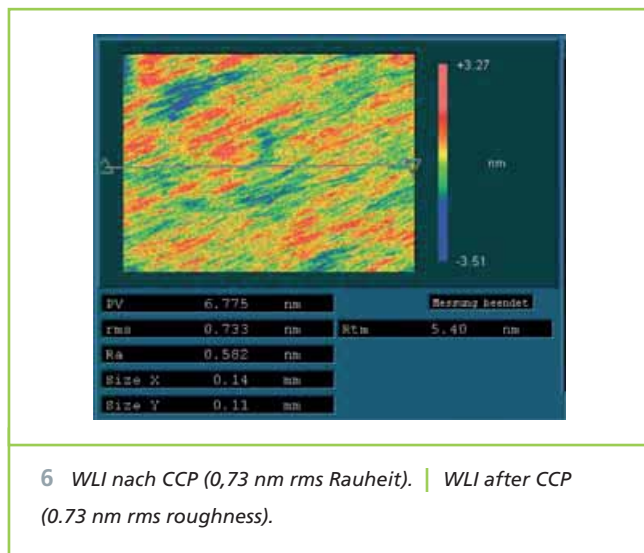 +3.27
nm
-3.51
PV 6.775 nm
Messung beendet
rms 0.733 nm
Rtm 5.40 nm
Ra 0.582 nm
Size X 0.14 mm
Size Y 0.11 mm
6 WLI nach CCP (0,73 nm rms Rauheit). | WLI after CCP
(0.73 nm rms roughness).